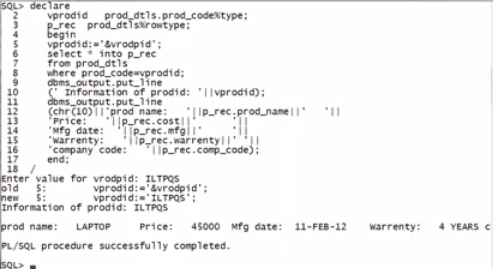 SQL> declare
2 vprodid prod_dtls.prod_code%type;
3 p_rec prod_dtls%rowtype;
4 begin
5 vprodid:='&vrodpid';
6 select * into p_rec
7 from prod_dtls
8 where prod_code=vprodid;
9 dbms_output.put_line
10 (' Information of prodid: '||vprodid);
11 dbms_output.put_line
12 (chr(10)||'prod name: '||p_rec.prod_name||' '||
13 'Price: '||p_rec.cost||' '||
14 'Mfg date: '||p_rec.mfg||' '||
15 'Warrenty: '||p_rec.warrenty||' '||
16 'company code: '||p_rec.comp_code);
17 end;
18 /
Enter value for vrodpid: ILTPQS
old 5: vprodid:='&vrodpid';
new 5: vprodid:='ILTPQS';
Information of prodid: ILTPQS
prod name: LAPTOP Price: 45000 Mfg date: 11-FEB-12 Warrenty: 4 YEARS c
PL/SQL procedure successfully completed.
SQL>